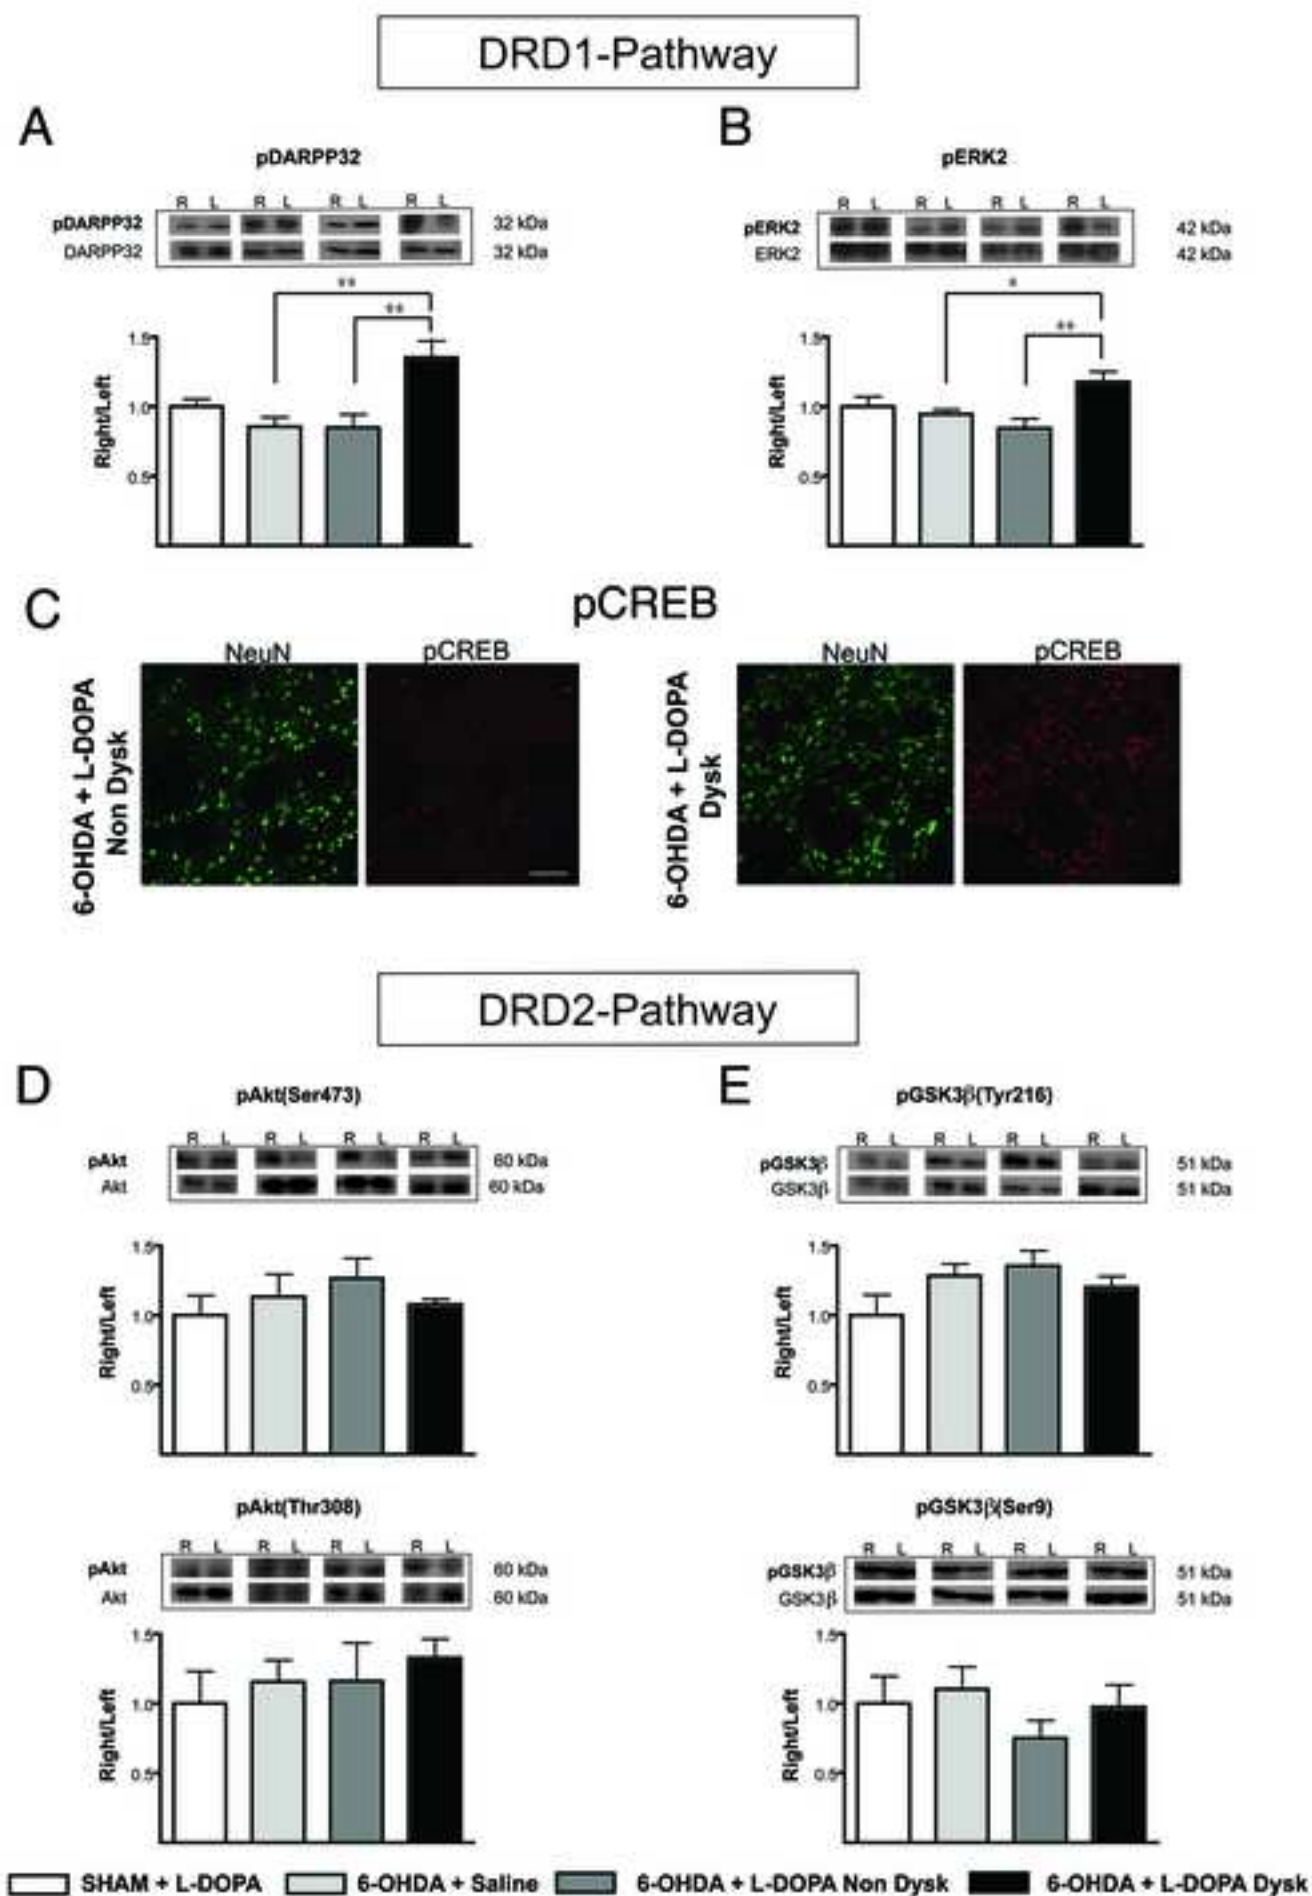 DRD1-Pathway
A
B
pDARPP32
pERK2
R L R L R L R L
R L R L R L R L
pDARPP32 32 kDa
DARPP32 32 kDa
pERK2 42 kDa
ERK2 42 kDa
**
**
*
**
1.5
1.0
0.5
Right/Left
1.5
1.0
0.5
Right/Left
C
pCREB
NeuN pCREB
NeuN pCREB
6-OHDA + L-DOPA
Non Dysk
6-OHDA + L-DOPA
Dysk
DRD2-Pathway
D
E
pAkt(Ser473)
pGSK3β(Tyr216)
R L R L R L R L
R L R L R L R L
pAkt 60 kDa
Akt 60 kDa
pGSK3β 51 kDa
GSK3β 51 kDa
1.5
1.0
0.5
Right/Left
1.5
1.0
0.5
Right/Left
pAkt(Thr308)
pGSK3β(Ser9)
R L R L R L R L
R L R L R L R L
pAkt 60 kDa
Akt 60 kDa
pGSK3β 51 kDa
GSK3β 51 kDa
1.5
1.0
0.5
Right/Left
1.5
1.0
0.5
Right/Left
SHAM + L-DOPA 6-OHDA + Saline 6-OHDA + L-DOPA Non Dysk 6-OHDA + L-DOPA Dysk